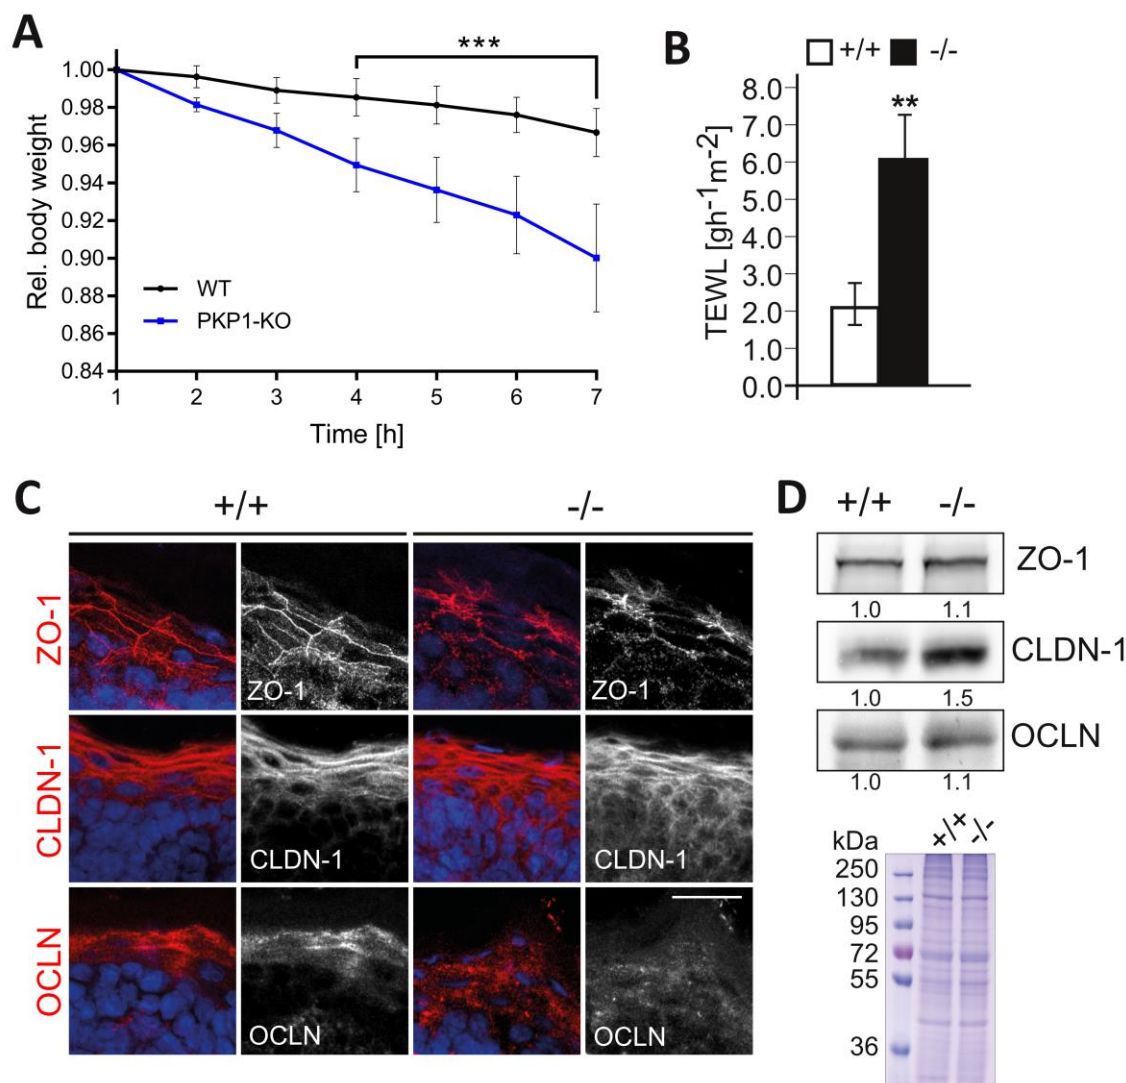 A
***
1.00
0.98
0.96
0.94
0.92
0.90
0.88
0.86
0.84
Rel. body weight
WT
PKP1-KO
1 2 3 4 5 6 7
Time [h]
B
+/+ -/-
**
8.0
7.0
6.0
5.0
4.0
3.0
2.0
1.0
0.0
TEWL [gh⁻¹m⁻²]
C
+/+ -/-
ZO-1
ZO-1 ZO-1
CLDN-1
CLDN-1 CLDN-1
OCLN
OCLN OCLN
D
+/+ -/-
ZO-1
1.0 1.1
CLDN-1
1.0 1.5
OCLN
1.0 1.1
kDa +/+ -/-
250
130
95
72
55
36